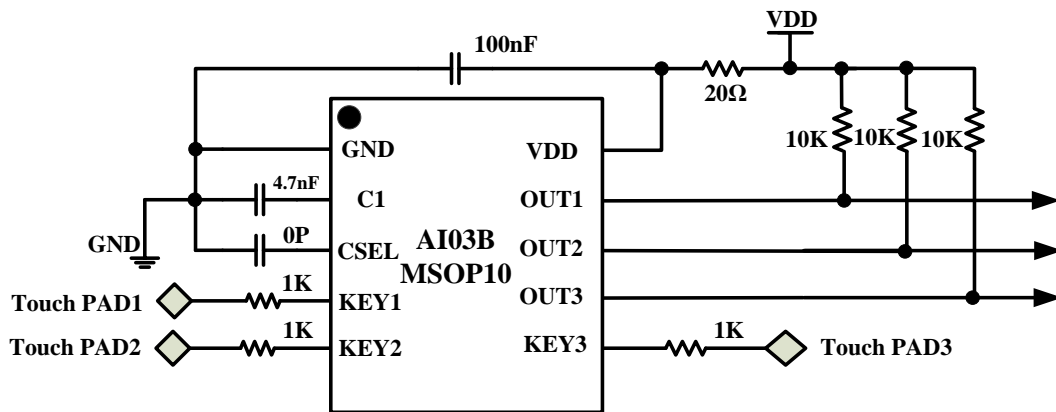 VDD
100nF
20Ω
10K
10K
10K
GND
VDD
4.7nF
C1
OUT1
AI03B
MSOP10
GND
0P
CSEL
OUT2
1K
Touch PAD1
KEY1
OUT3
1K
Touch PAD2
KEY2
KEY3
1K
Touch PAD3